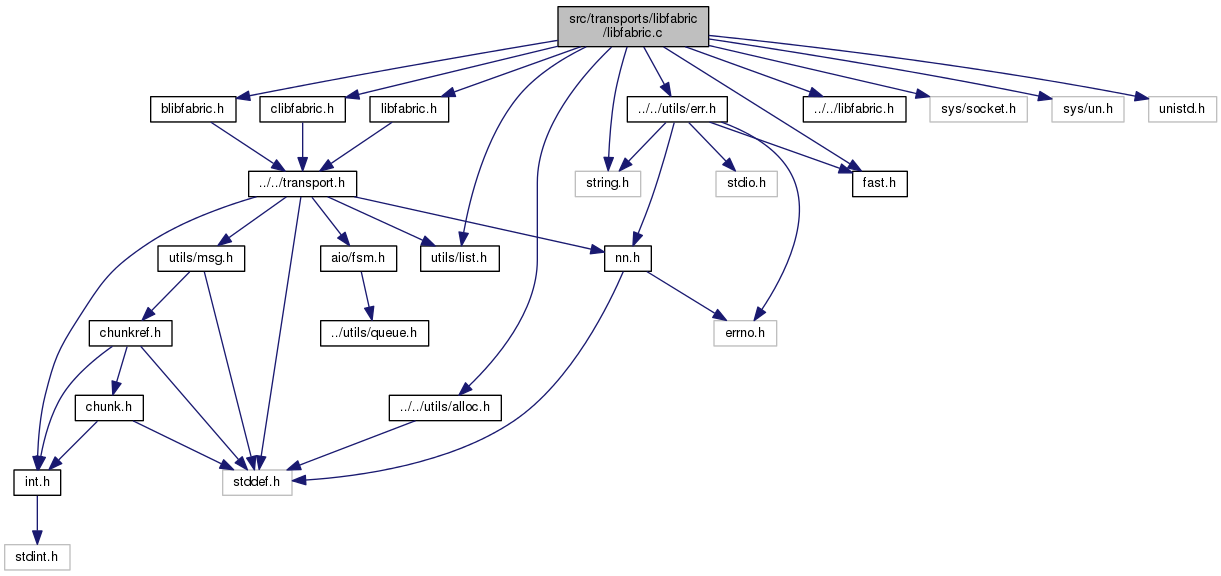 src/transports/libfabric
/libfabric.c
blibfabric.h
clibfabric.h
libfabric.h
../../utils/err.h
../../libfabric.h
sys/socket.h
sys/un.h
unistd.h
../../transport.h
string.h
stdio.h
fast.h
utils/msg.h
aio/fsm.h
utils/list.h
nn.h
chunkref.h
../utils/queue.h
errno.h
chunk.h
../../utils/alloc.h
int.h
stddef.h
stdint.h